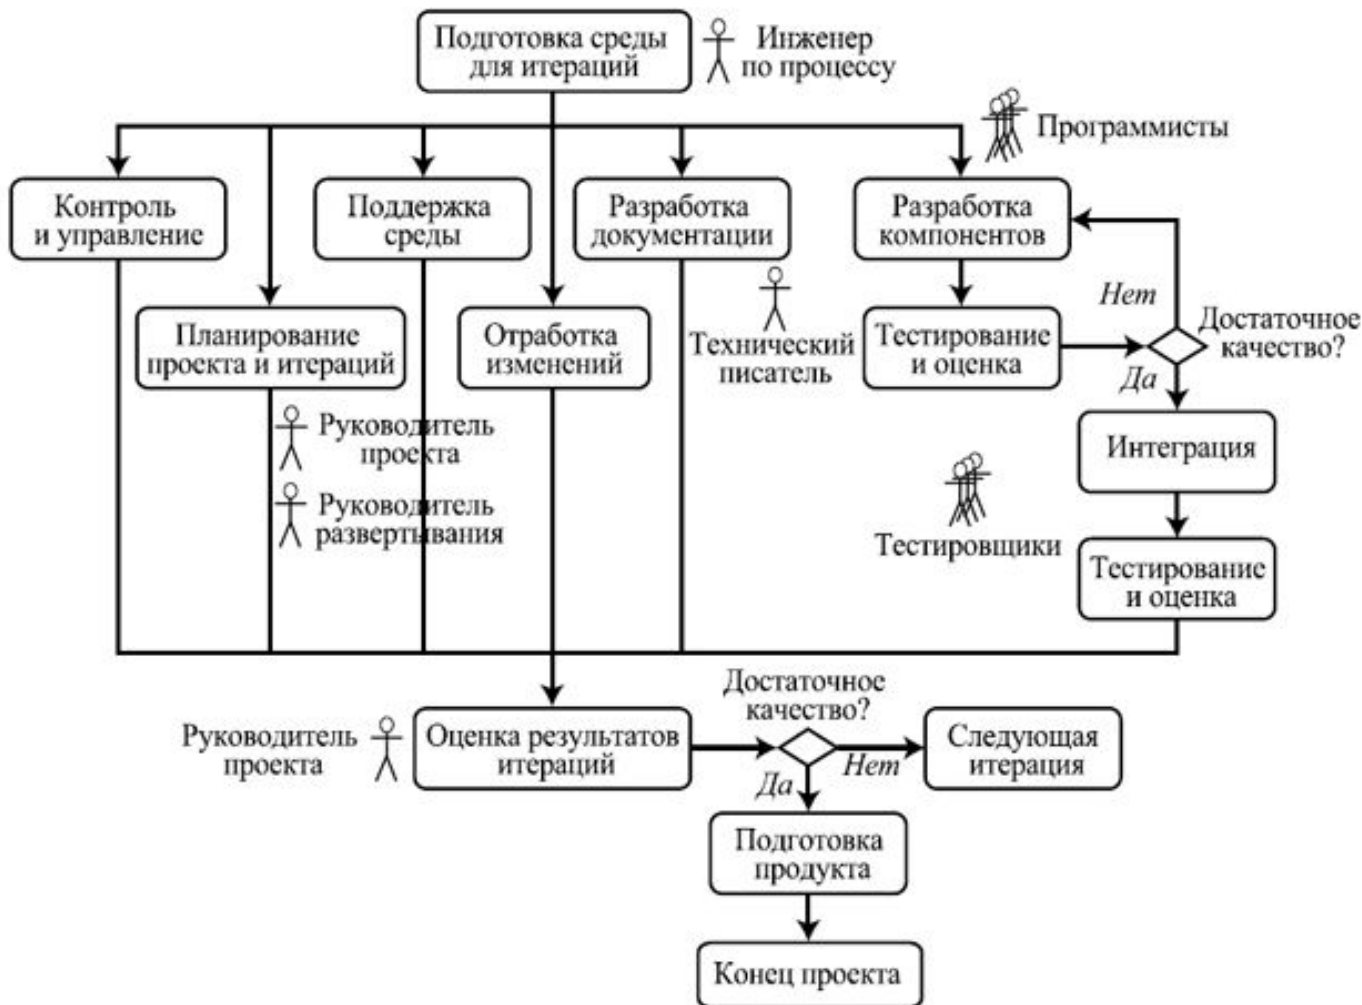 Подготовка среды
для итераций
Инженер
по процессу
Программисты
Контроль
и управление
Поддержка
среды
Разработка
документации
Разработка
компонентов
Планирование
проекта и итераций
Отработка
изменений
Технический
писатель
Тестирование
и оценка
Нет
Достаточное
качество?
Да
Руководитель
проекта
Руководитель
развертывания
Интеграция
Тестировщики
Тестирование
и оценка
Руководитель
проекта
Оценка результатов
итераций
Достаточное
качество?
Нет
Да
Следующая
итерация
Подготовка
продукта
Конец проекта